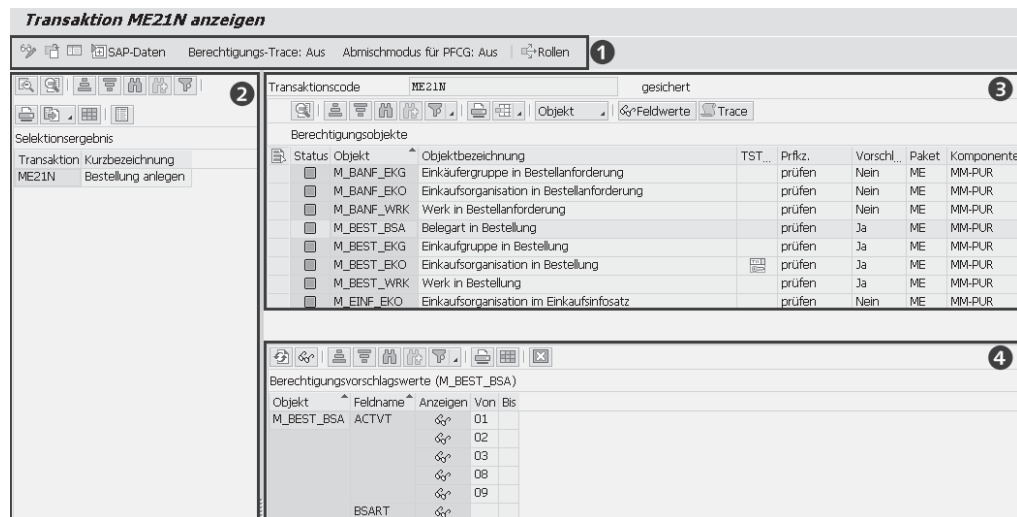 Transaktion ME21N anzeigen
SAP-Daten Berechtigungs-Trace: Aus Abmischmodus für PFCG: Aus Rollen 1
2
Selektionsergebnis
Transaktion Kurzbezeichnung
ME21N Bestellung anlegen
Transaktionscode ME21N gesichert 3
Objekt Feldwerte Trace
Berechtigungsobjekte
Status Objekt Objektbezeichnung TST... Prfkz. Vorschl... Paket Komponente
M_BANF_EKG Einkäufergruppe in Bestellanforderung prüfen Nein ME MM-PUR
M_BANF_EKO Einkaufsorganisation in Bestellanforderung prüfen Nein ME MM-PUR
M_BANF_WRK Werk in Bestellanforderung prüfen Nein ME MM-PUR
M_BEST_BSA Belegart in Bestellung prüfen Ja ME MM-PUR
M_BEST_EKG Einkaufgruppe in Bestellung prüfen Ja ME MM-PUR
M_BEST_EKO Einkaufsorganisation in Bestellung prüfen Ja ME MM-PUR
M_BEST_WRK Werk in Bestellung prüfen Ja ME MM-PUR
M_EINF_EKO Einkaufsorganisation im Einkaufsinfosatz prüfen Nein ME MM-PUR
4
Berechtigungsvorschlagswerte (M_BEST_BSA)
Objekt Feldname Anzeigen Von Bis
M_BEST_BSA ACTVT 01
02
03
08
09
BSART